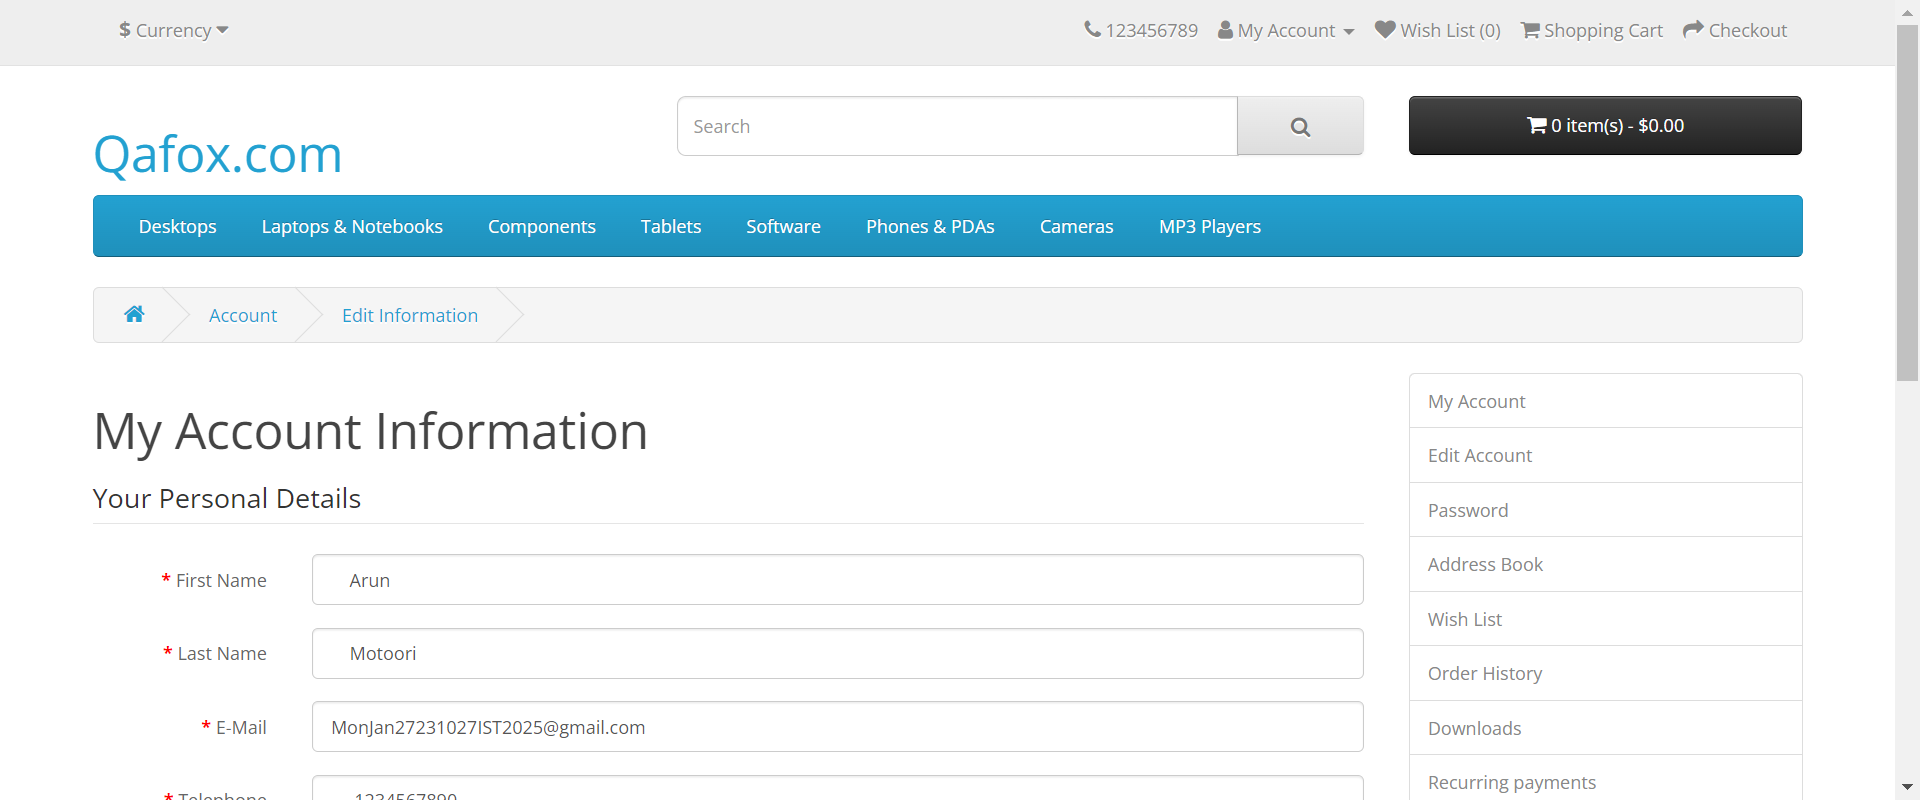 $ Currency
123456789 My Account Wish List (0) Shopping Cart Checkout
Qafox.com
Search
0 item(s) - $0.00
Desktops Laptops & Notebooks Components Tablets Software Phones & PDAs Cameras MP3 Players
Account Edit Information
My Account Information
Your Personal Details
* First Name Arun
* Last Name Motoori
* E-Mail MonJan27231027IST2025@gmail.com
* Telephone 1234567890
My Account
Edit Account
Password
Address Book
Wish List
Order History
Downloads
Recurring payments